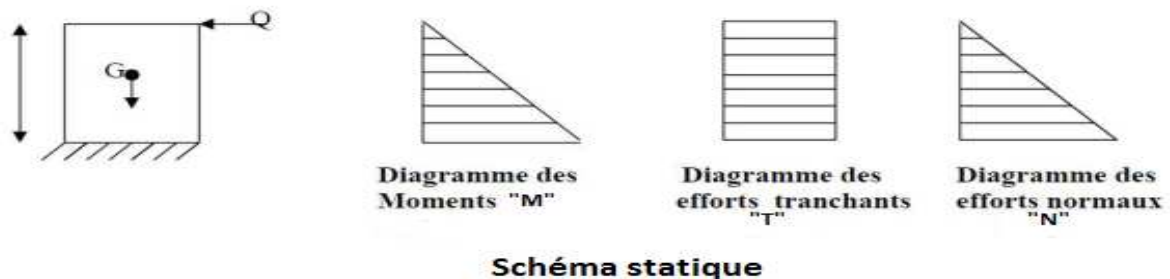 Q
G
Diagramme des
Moments "M"
Diagramme des
efforts tranchants
"T"
Diagramme des
efforts normaux
"N"
Schéma statique